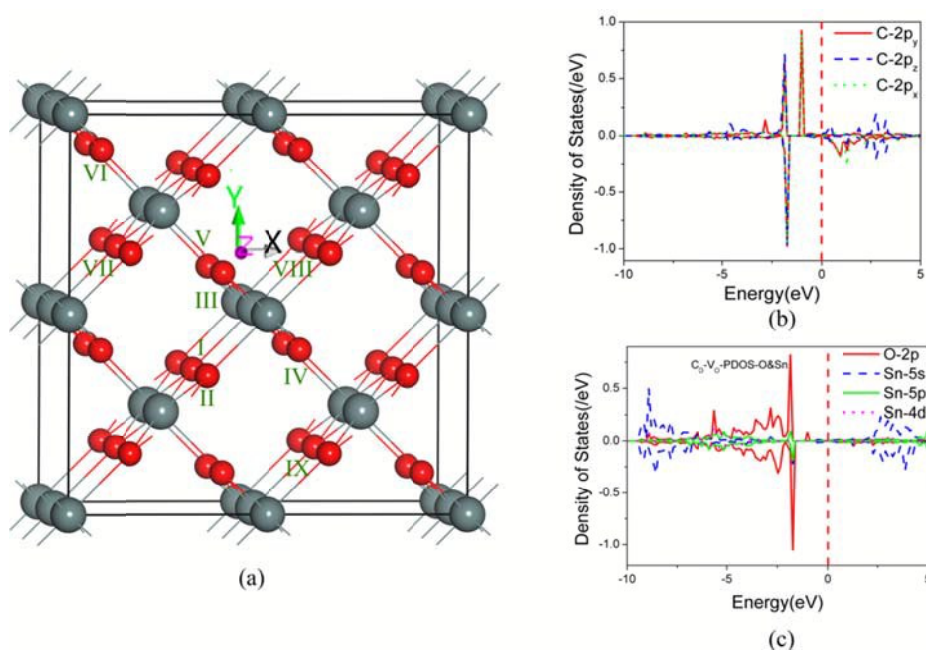 VI
Y
V
X
Z
VII
VIII
III
I
IV
II
IX
(a)
1.0
0.5
0.0
-0.5
-1.0
Density of States(/eV)
C-2py
C-2pz
C-2px
-10
-5
0
5
Energy(eV)
(b)
0.5
0.0
-0.5
-1.0
Density of States(/eV)
CO-VO-PDOS-O&Sn
O-2p
Sn-5s
Sn-5p
Sn-4d
-10
-5
0
5
Energy(eV)
(c)